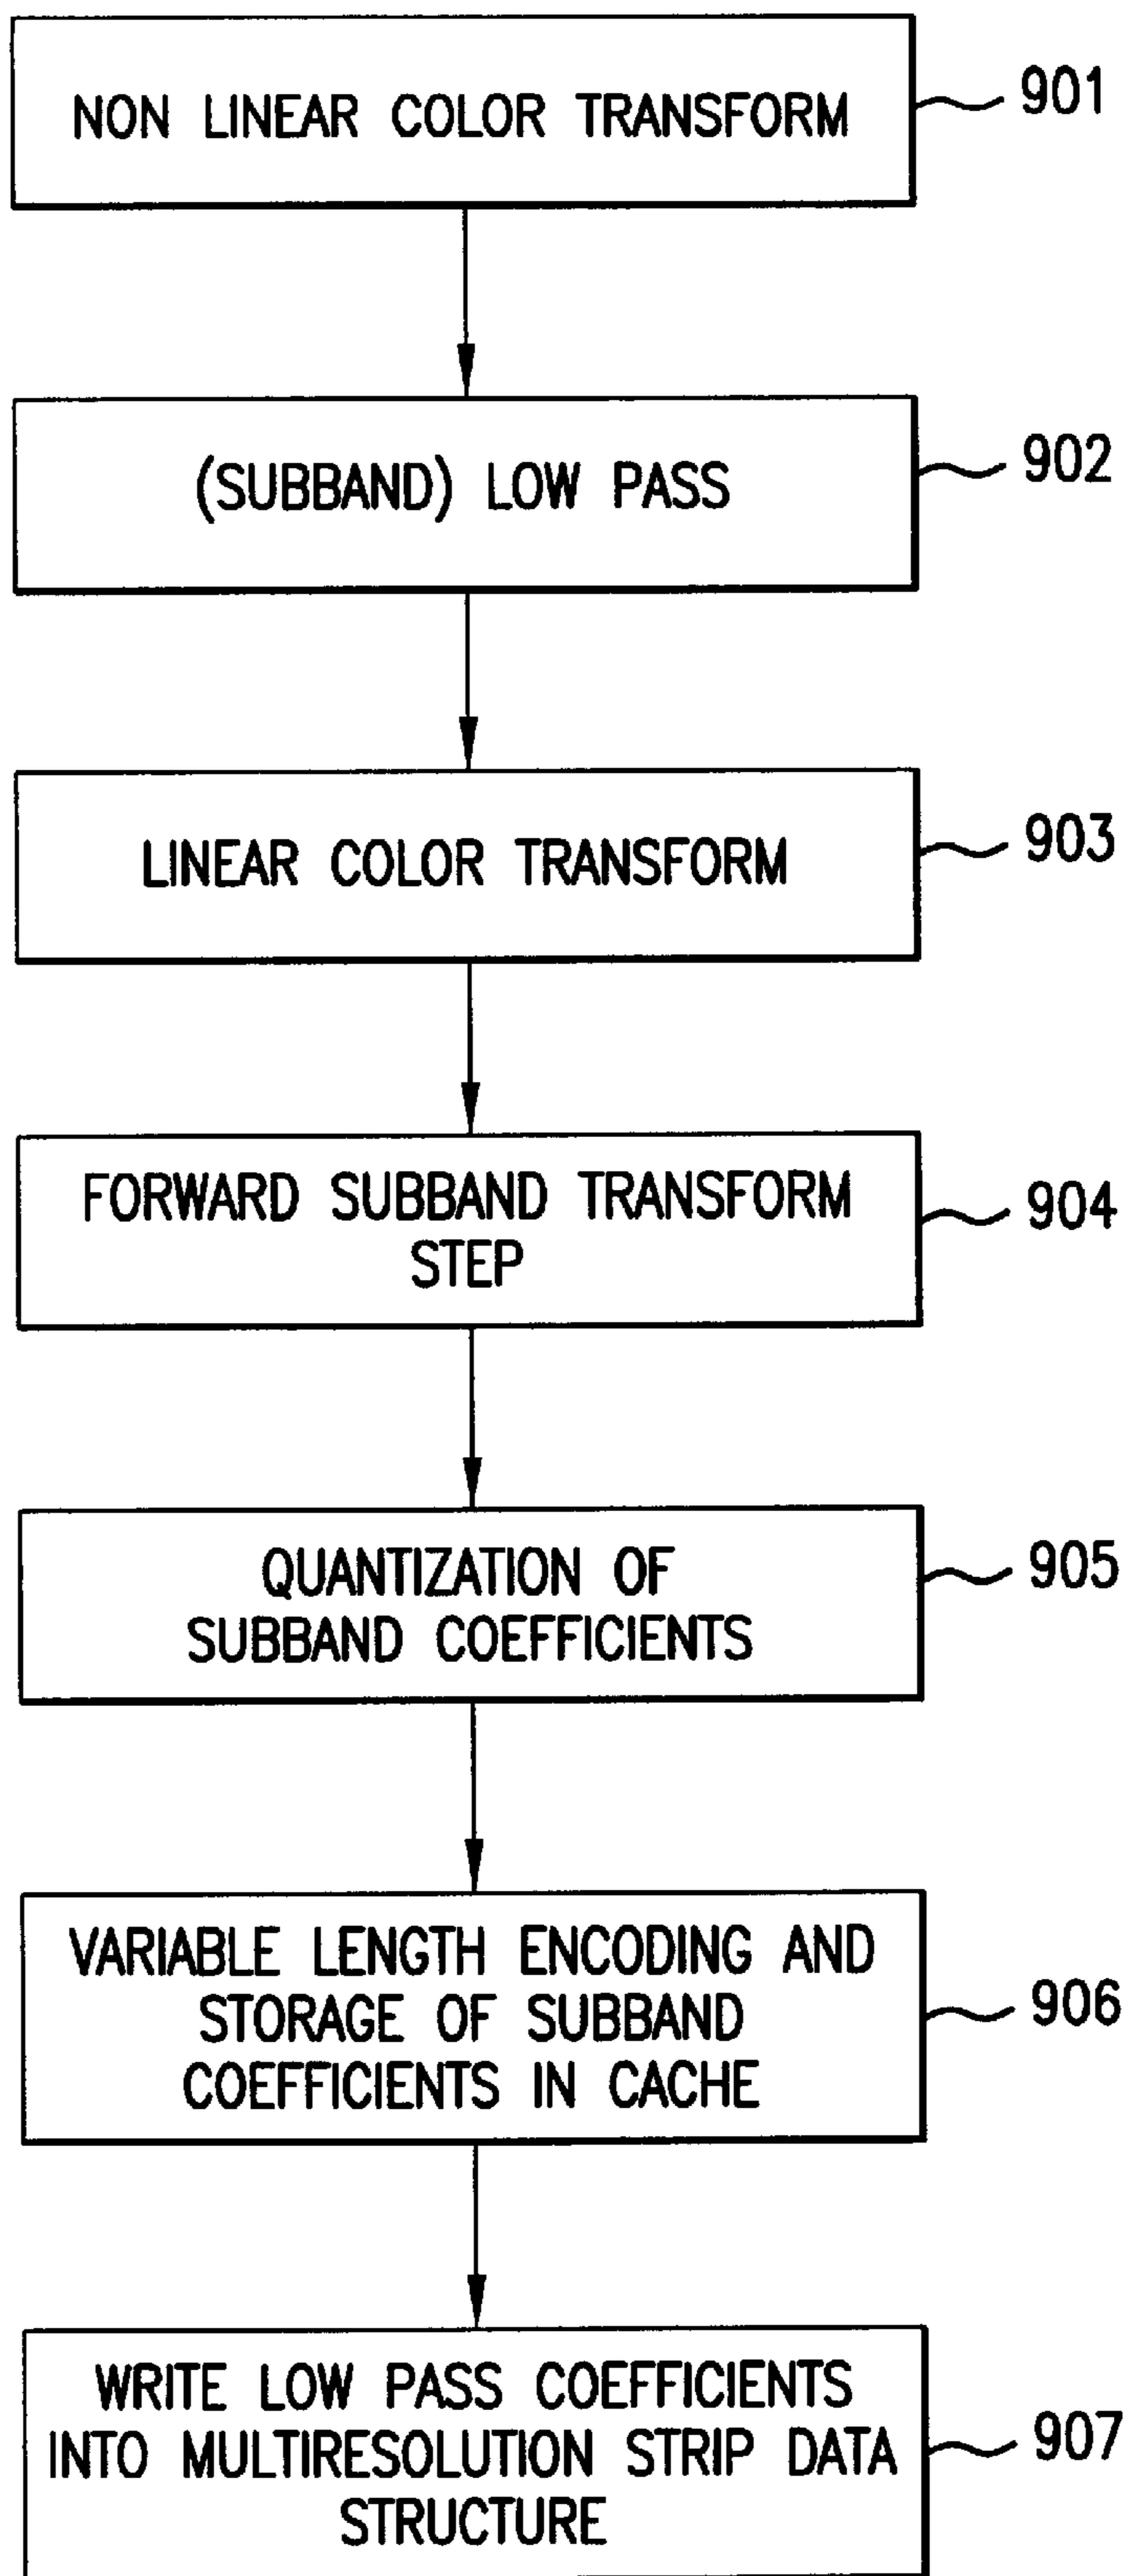 NON LINEAR COLOR TRANSFORM
901
(SUBBAND) LOW PASS
902
LINEAR COLOR TRANSFORM
903
FORWARD SUBBAND TRANSFORM
STEP
904
QUANTIZATION OF
SUBBAND COEFFICIENTS
905
VARIABLE LENGTH ENCODING AND
STORAGE OF SUBBAND
COEFFICIENTS IN CACHE
906
WRITE LOW PASS COEFFICIENTS
INTO MULTIRESOLUTION STRIP DATA
STRUCTURE
907